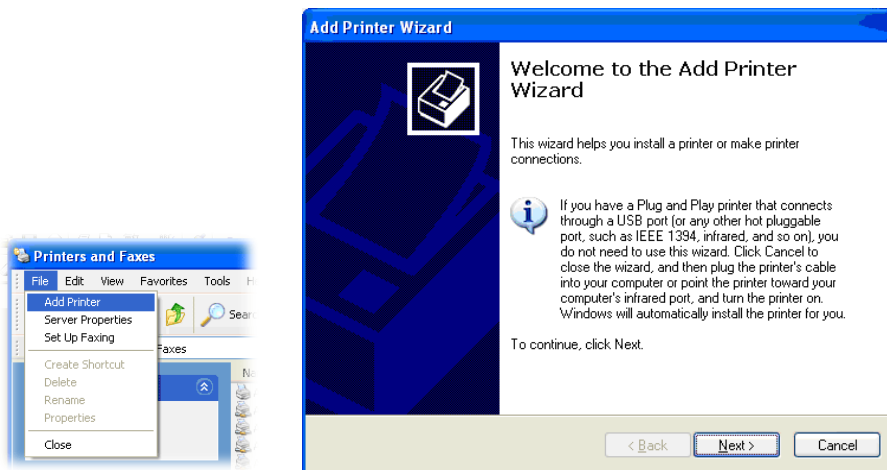 Printers and Faxes
File Edit View Favorites Tools
Add Printer
Server Properties
Set Up Faxing
Faxes
Create Shortcut
Delete
Rename
Properties
Close
Add Printer Wizard
Welcome to the Add Printer
Wizard
This wizard helps you install a printer or make printer
connections.
If you have a Plug and Play printer that connects
through a USB port (or any other hot pluggable
port, such as IEEE 1394, infrared, and so on), you
do not need to use this wizard. Click Cancel to
close the wizard, and then plug the printer's cable
into your computer or point the printer toward your
computer's infrared port, and turn the printer on.
Windows will automatically install the printer for you.
To continue, click Next.
< Back Next > Cancel